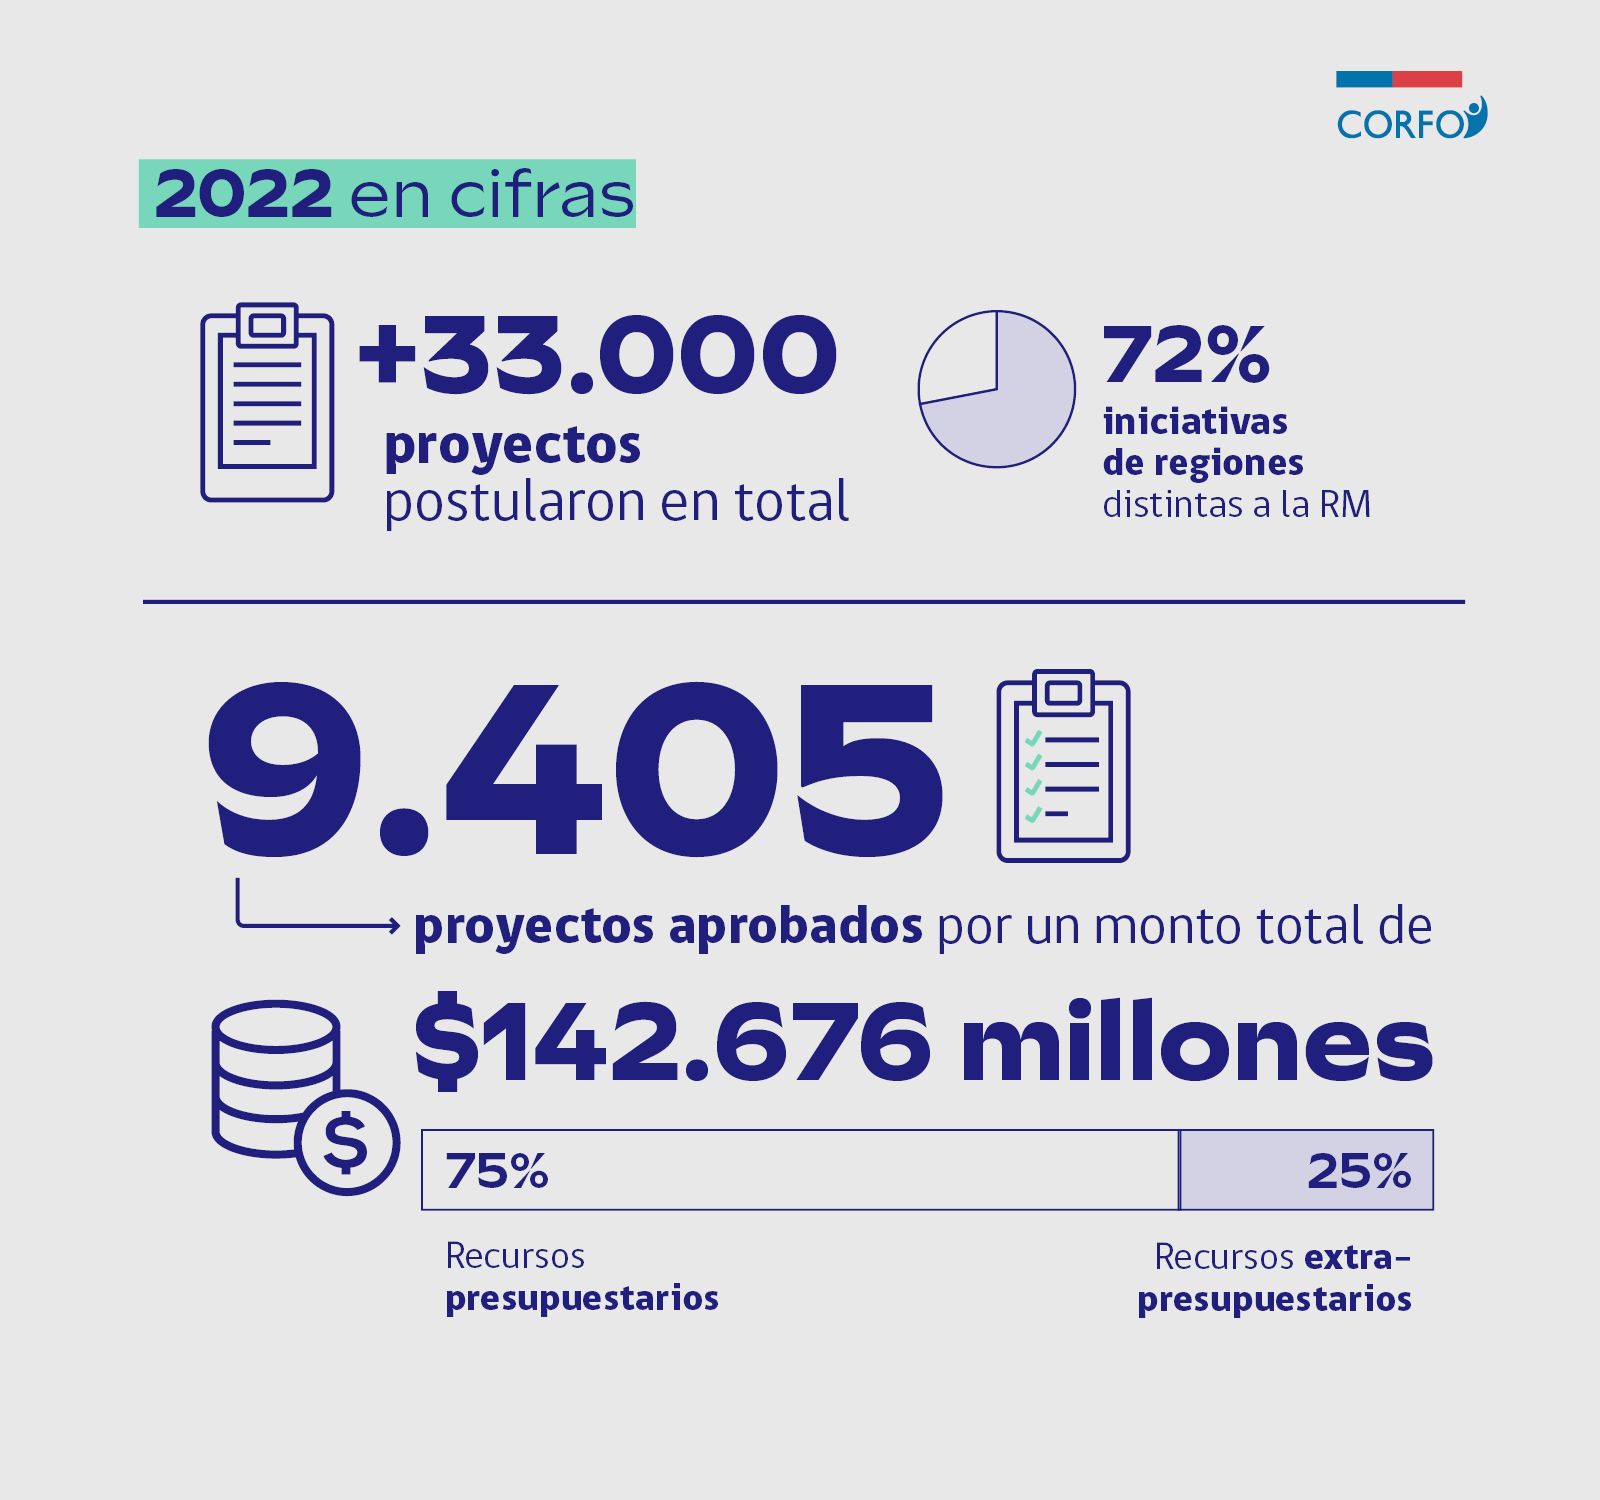 CORFO
2022 en cifras
+33.000
proyectos
postularon en total
72%
iniciativas
de regiones
distintas a la RM
9.405
proyectos aprobados por un monto total de
$142.676 millones
$
75%
25%
Recursos
presupuestarios
Recursos extra-
presupuestarios